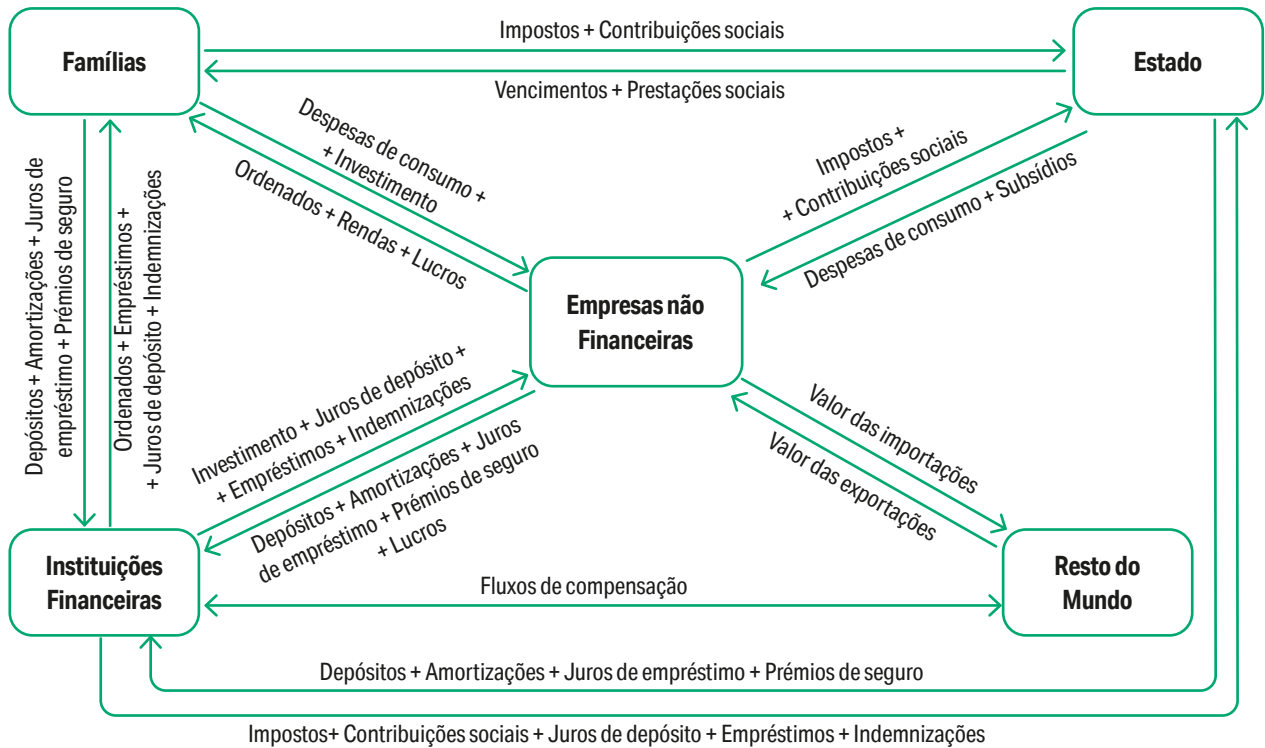 Impostos + Contribuições sociais
Famílias
Estado
Vencimentos + Prestações sociais
Despesas de consumo +
+ Investimento
Ordenados + Rendas + Lucros
Impostos +
+ Contribuições sociais
Despesas de consumo + Subsídios
Depósitos + Amortizações + Juros de
empréstimo + Prémios de seguro
Ordenados + Empréstimos +
+ Juros de depósito + Indemnizações
Empresas não
Financeiras
Investimento + Juros de depósito +
+ Empréstimos + Indemnizações
Depósitos + Amortizações + Juros
de empréstimo + Prémios de seguro
+ Lucros
Valor das importações
Valor das exportações
Instituições
Financeiras
Fluxos de compensação
Resto do
Mundo
Depósitos + Amortizações + Juros de empréstimo + Prémios de seguro
Impostos+ Contribuições sociais + Juros de depósito + Empréstimos + Indemnizações